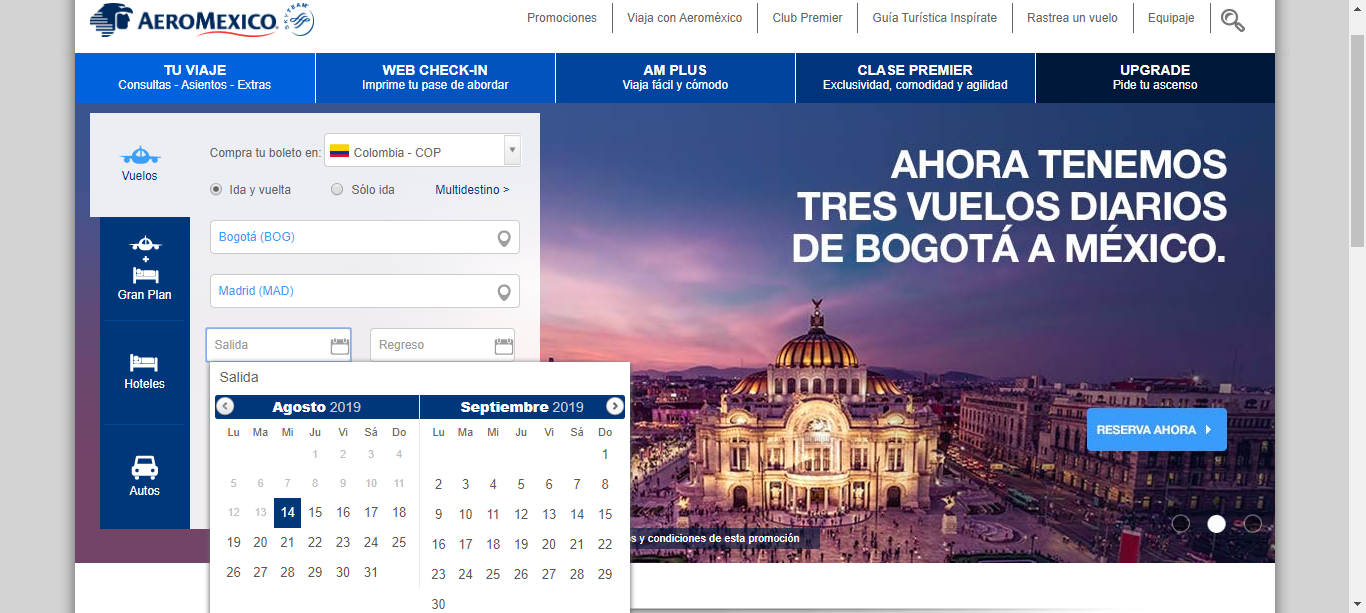 AEROMEXICO. SKYTEAM
Promociones
Viaja con Aeroméxico
Club Premier
Guía Turística Inspírate
Rastrea un vuelo
Equipaje
TU VIAJE
Consultas - Asientos - Extras
WEB CHECK-IN
Imprime tu pase de abordar
AM PLUS
Viaja fácil y cómodo
CLASE PREMIER
Exclusividad, comodidad y agilidad
UPGRADE
Pide tu ascenso
Vuelos
+
Gran Plan
Hoteles
Autos
Compra tu boleto en: Colombia - COP
Ida y vuelta Sólo ida Multidestino >
Bogotá (BOG)
Madrid (MAD)
Salida Regreso
Salida
Agosto 2019
Lu Ma Mi Ju Vi Sá Do
1 2 3 4
5 6 7 8 9 10 11
12 13 14 15 16 17 18
19 20 21 22 23 24 25
26 27 28 29 30 31
Septiembre 2019
Lu Ma Mi Ju Vi Sá Do
1
2 3 4 5 6 7 8
9 10 11 12 13 14 15
16 17 18 19 20 21 22
23 24 25 26 27 28 29
30
AHORA TENEMOS
TRES VUELOS DIARIOS
DE BOGOTÁ A MÉXICO.
RESERVA AHORA
s y condiciones de esta promoción